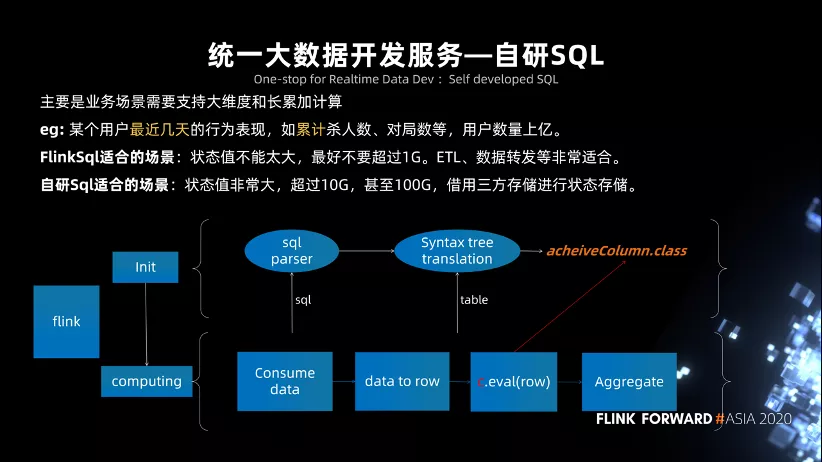 统一大数据开发服务—自研SQL
One-stop for Realtime Data Dev： Self developed SQL
主要是业务场景需要支持大维度和长累加计算
eg: 某个用户最近几天的行为表现，如累计杀人数、对局数等，用户数量上亿。
FlinkSql适合的场景：状态值不能太大，最好不要超过1G。ETL、数据转发等非常适合。
自研Sql适合的场景：状态值非常大，超过10G，甚至100G，借用三方存储进行状态存储。
sql
parser
Syntax tree
translation
acheiveColumn.class
Init
sql
table
flink
computing
Consume
data
data to row
c.eval(row)
Aggregate
FLINK FORWARD #ASIA 2020